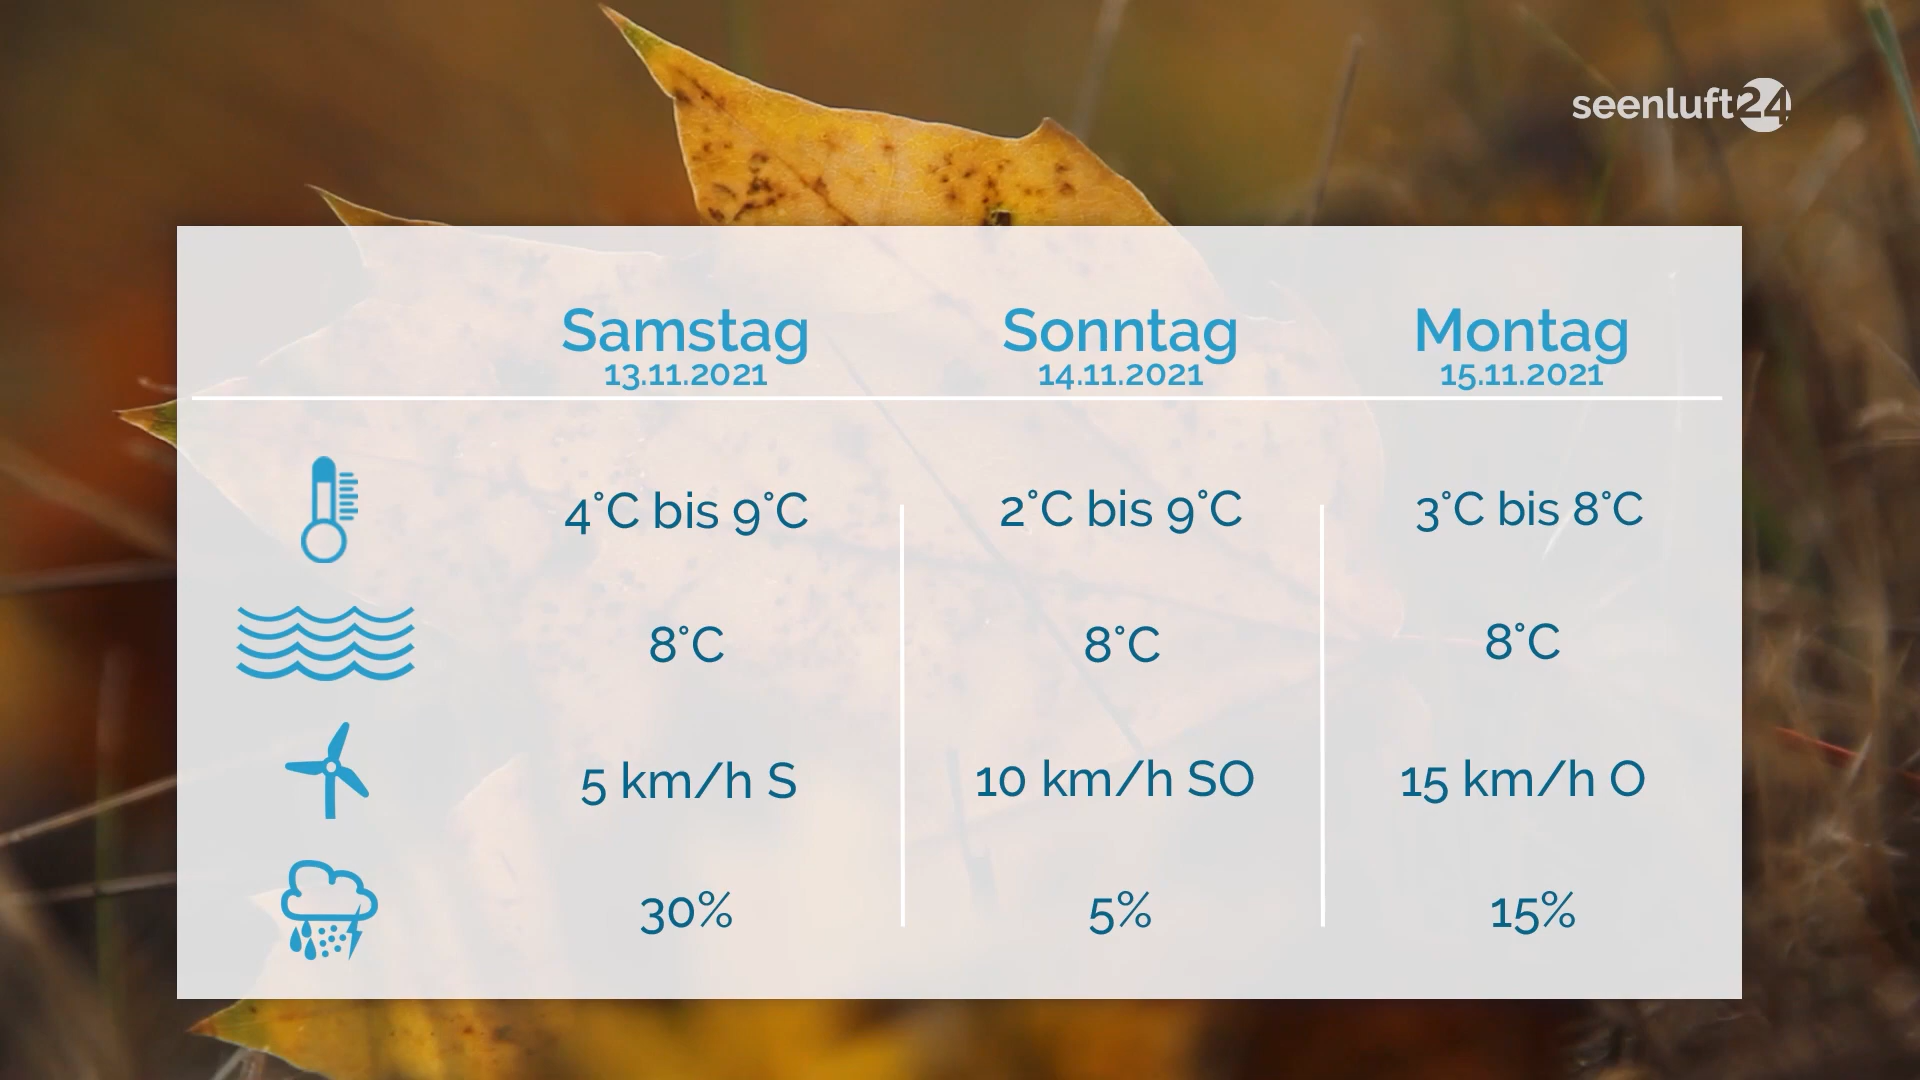 seenluft24
Samstag Sonntag Montag
13.11.2021 14.11.2021 15.11.2021
4°C bis 9°C 2°C bis 9°C 3°C bis 8°C
8°C 8°C 8°C
5 km/h S 10 km/h SO 15 km/h O
30% 5% 15%